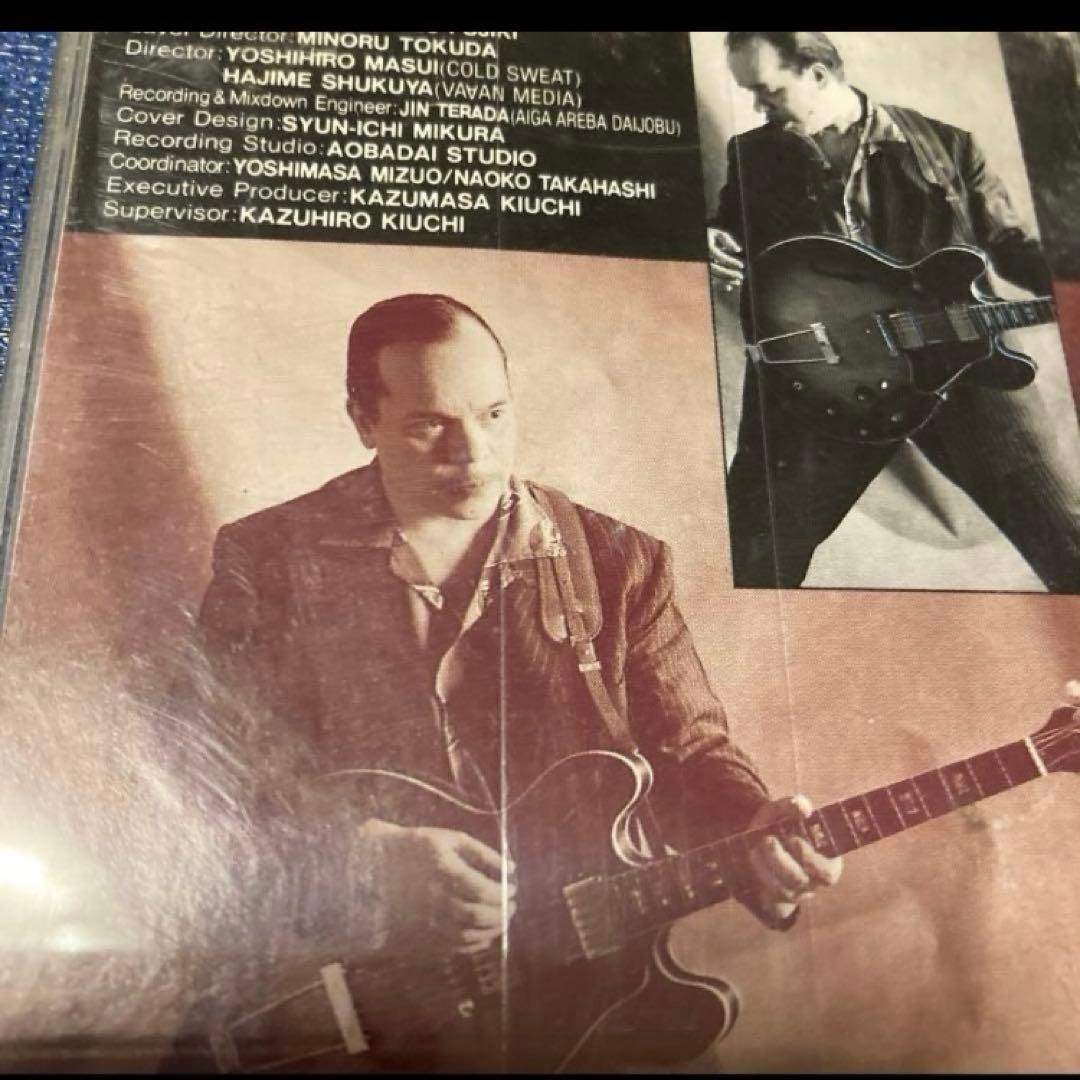 Director:MINORU TOKUDA
Director:YOSHIHIRO MASUI(COLD SWEAT)
HAJIME SHUKUYA(VAVAN MEDIA)
Recording & Mixdown Engineer:JIN TERADA(AIGA AREBA DAIJOBU)
Cover Design:SYUN-ICHI MIKURA
Recording Studio:AOBADAI STUDIO
Coordinator:YOSHIMASA MIZUO/NAOKO TAKAHASHI
Executive Producer:KAZUMASA KIUCHI
Supervisor:KAZUHIRO KIUCHI